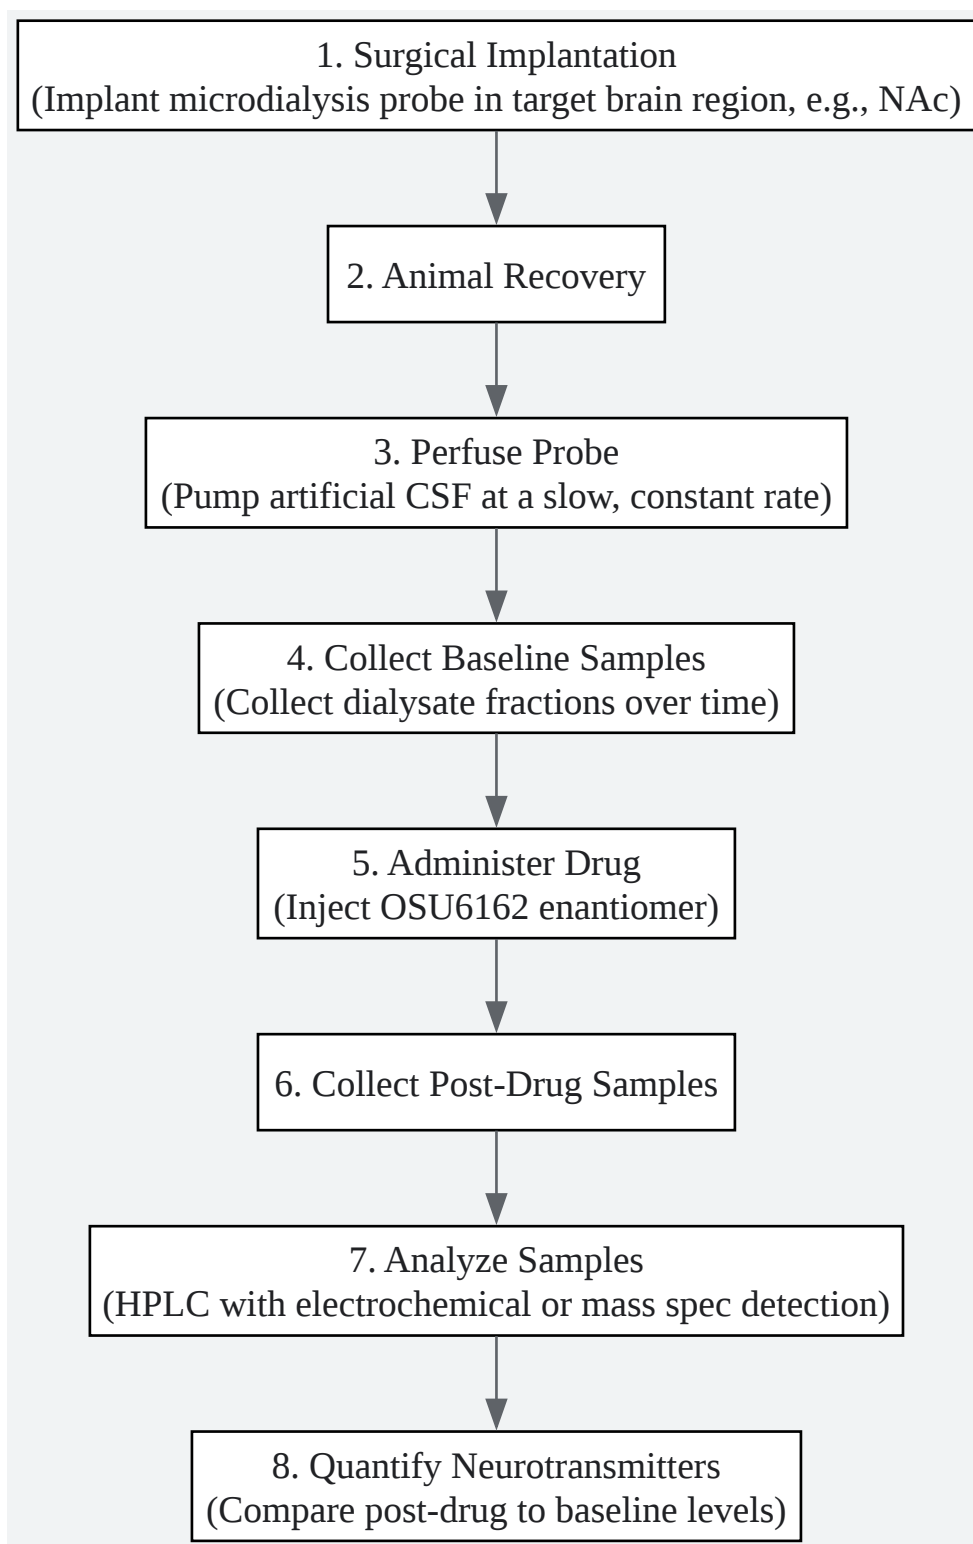 1. Surgical Implantation
(Implant microdialysis probe in target brain region, e.g., NAc)
2. Animal Recovery
3. Perfuse Probe
(Pump artificial CSF at a slow, constant rate)
4. Collect Baseline Samples
(Collect dialysate fractions over time)
5. Administer Drug
(Inject OSU6162 enantiomer)
6. Collect Post-Drug Samples
7. Analyze Samples
(HPLC with electrochemical or mass spec detection)
8. Quantify Neurotransmitters
(Compare post-drug to baseline levels)